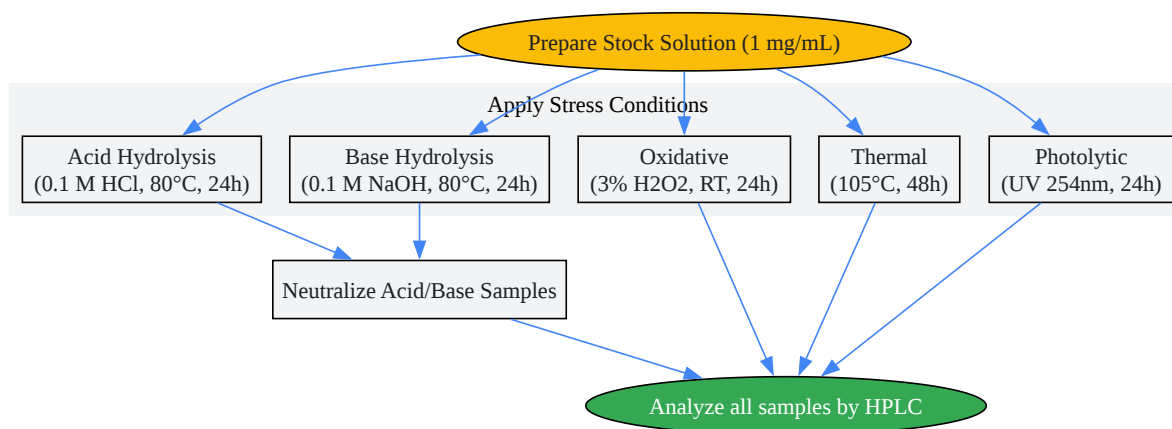 Prepare Stock Solution (1 mg/mL)
Apply Stress Conditions
Acid Hydrolysis
(0.1 M HCl, 80°C, 24h)
Base Hydrolysis
(0.1 M NaOH, 80°C, 24h)
Oxidative
(3% H2O2, RT, 24h)
Thermal
(105°C, 48h)
Photolytic
(UV 254nm, 24h)
Neutralize Acid/Base Samples
Analyze all samples by HPLC